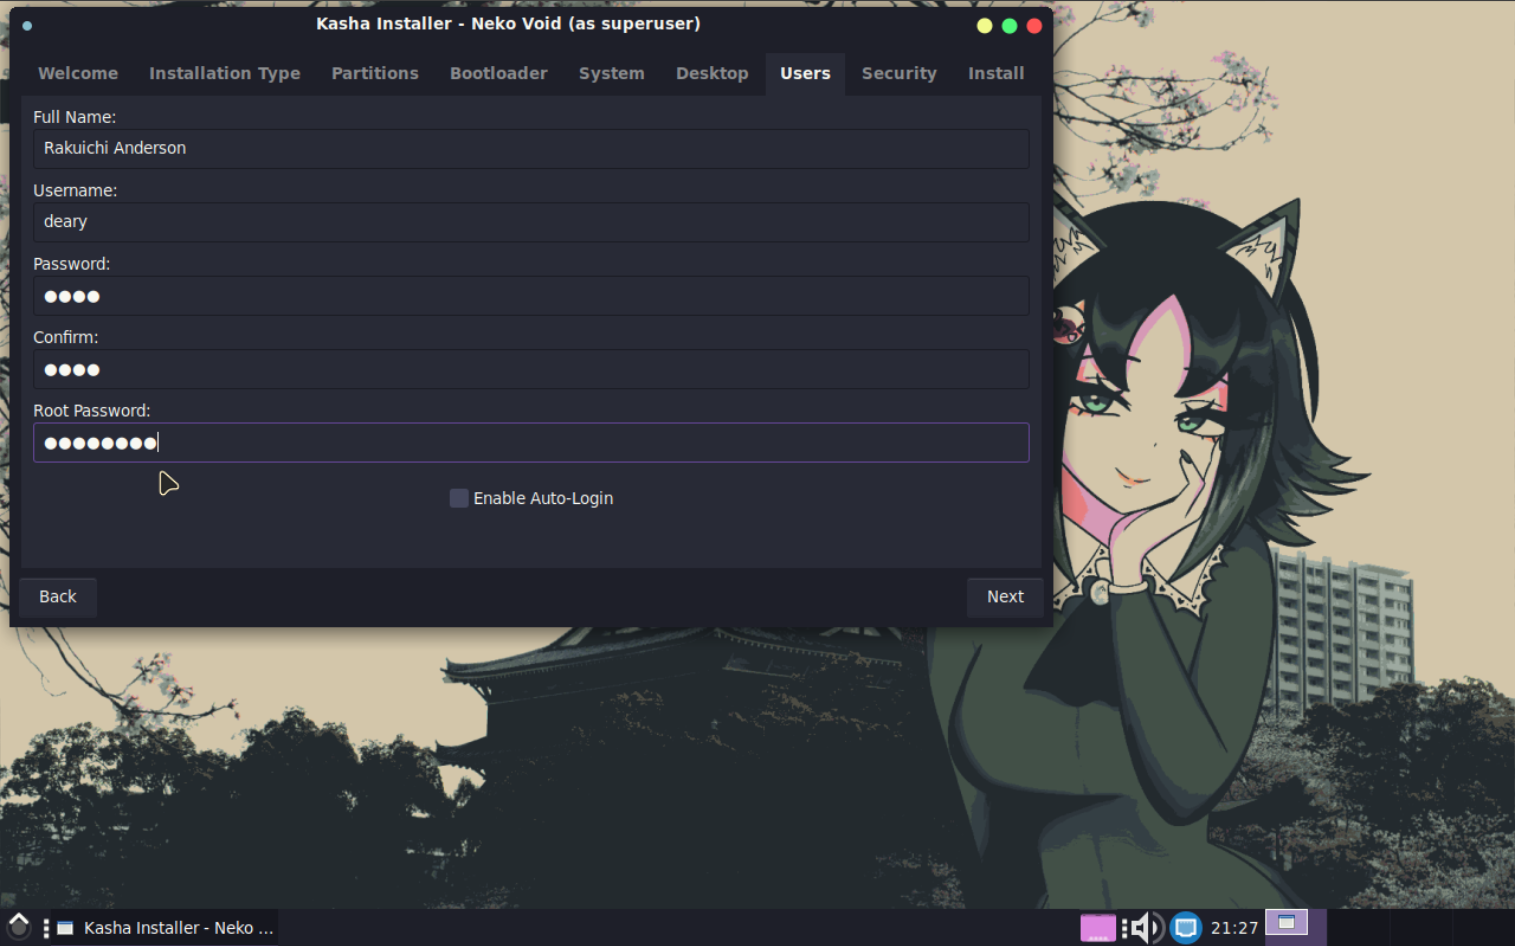 Kasha Installer - Neko Void (as superuser)
Welcome Installation Type Partitions Bootloader System Desktop Users Security Install
Full Name:
Rakuichi Anderson
Username:
deary
Password:
●●●●
Confirm:
●●●●
Root Password:
●●●●●●●●
Enable Auto-Login
Back Next
Kasha Installer - Neko ... 21:27